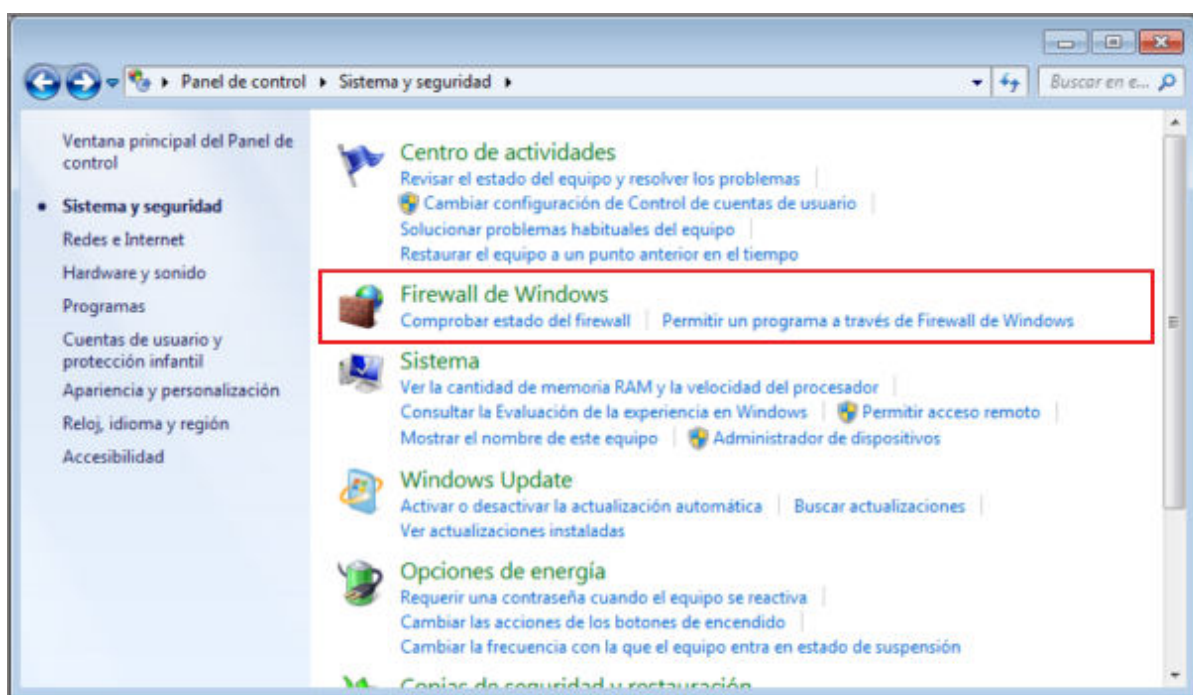 Panel de control
Sistema y seguridad
Buscar en e...
Ventana principal del Panel de
control
Sistema y seguridad
Redes e Internet
Hardware y sonido
Programas
Cuentas de usuario y
protección infantil
Apariencia y personalización
Reloj, idioma y región
Accesibilidad
Centro de actividades
Revisar el estado del equipo y resolver los problemas
Cambiar configuración de Control de cuentas de usuario
Solucionar problemas habituales del equipo
Restaurar el equipo a un punto anterior en el tiempo
Firewall de Windows
Comprobar estado del firewall Permitir un programa a través de Firewall de Windows
Sistema
Ver la cantidad de memoria RAM y la velocidad del procesador
Consultar la Evaluación de la experiencia en Windows Permitir acceso remoto
Mostrar el nombre de este equipo Administrador de dispositivos
Windows Update
Activar o desactivar la actualización automática Buscar actualizaciones
Ver actualizaciones instaladas
Opciones de energía
Requerir una contraseña cuando el equipo se reactiva
Cambiar las acciones de los botones de encendido
Cambiar la frecuencia con la que el equipo entra en estado de suspensión
Copias de seguridad y restauración